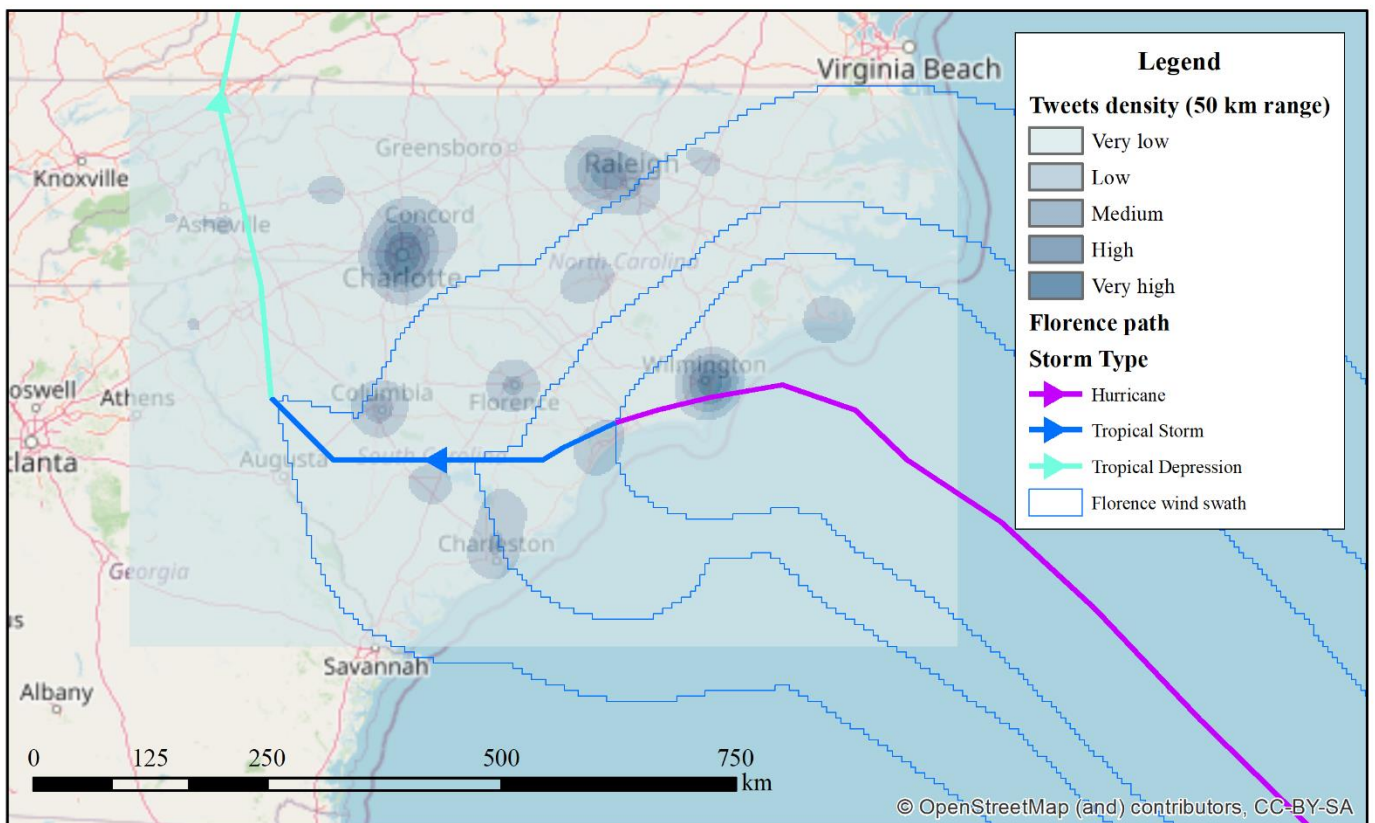 Virginia Beach
Greensboro
Raleigh
Knoxville
Asheville
Concord
Charlotte
North Carolina
Wilmington
oswell
Athens
Columbia
Florence
tlanta
Augusta
South Carolina
Charleston
Georgia
us
Savannah
Albany
Legend
Tweets density (50 km range)
Very low
Low
Medium
High
Very high
Florence path
Storm Type
Hurricane
Tropical Storm
Tropical Depression
Florence wind swath
0 125 250 500 750
km
© OpenStreetMap (and) contributors, CC-BY-SA